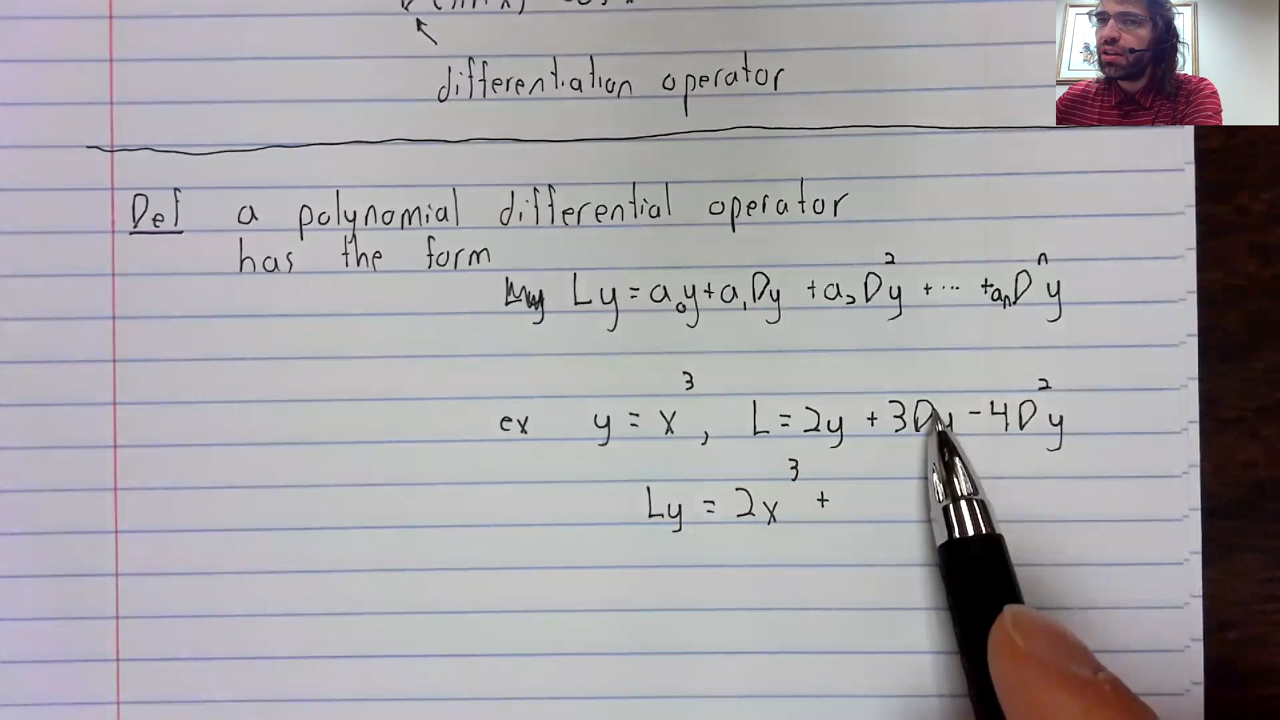 differentiation operator
Def a polynomial differential operator
has the form
Ly = a₀y + a₁Dy + a₂D²y + ⋯ + aₙDⁿy
ex y = x³, L = 2y + 3Dy - 4D²y
Ly = 2x³ +